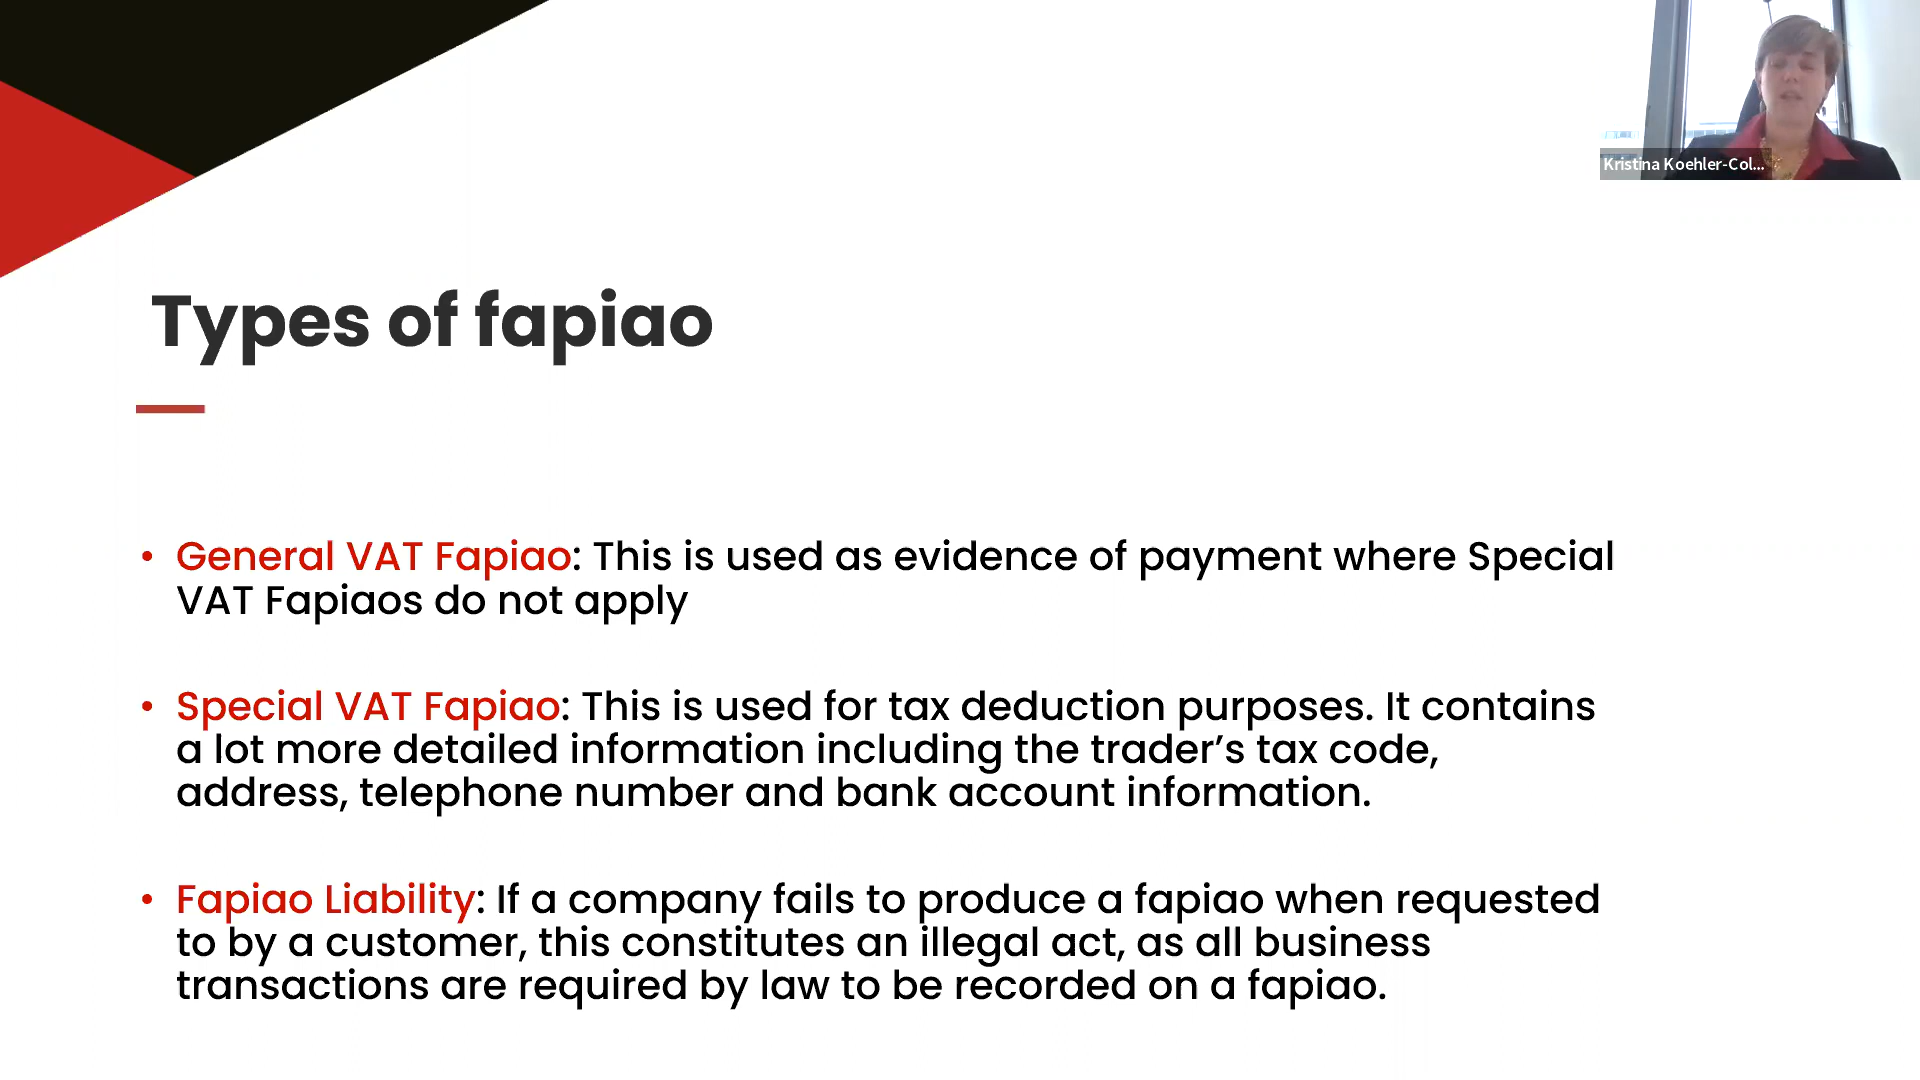 Kristina Koehler-Col...
Types of fapiao
• General VAT Fapiao: This is used as evidence of payment where Special
VAT Fapiaos do not apply
• Special VAT Fapiao: This is used for tax deduction purposes. It contains
a lot more detailed information including the trader’s tax code,
address, telephone number and bank account information.
• Fapiao Liability: If a company fails to produce a fapiao when requested
to by a customer, this constitutes an illegal act, as all business
transactions are required by law to be recorded on a fapiao.